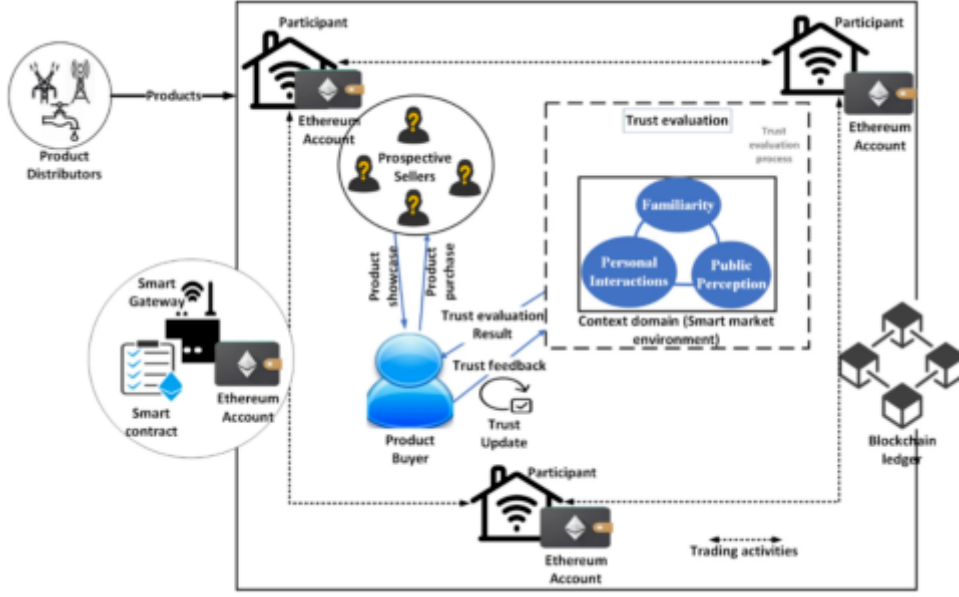 Participant
Participant
Products
Product
Distributors
Ethereum
Account
Ethereum
Account
Prospective
Sellers
Trust evaluation
Trust
evaluation
process
Familiarity
Personal
Interactions
Public
Perception
Context domain (Smart market
environment)
Product
showcase
Product
purchase
Trust evaluation
Result
Trust feedback
Trust
Update
Product
Buyer
Smart
Gateway
Smart
contract
Ethereum
Account
Blockchain
ledger
Participant
Ethereum
Account
Trading activities